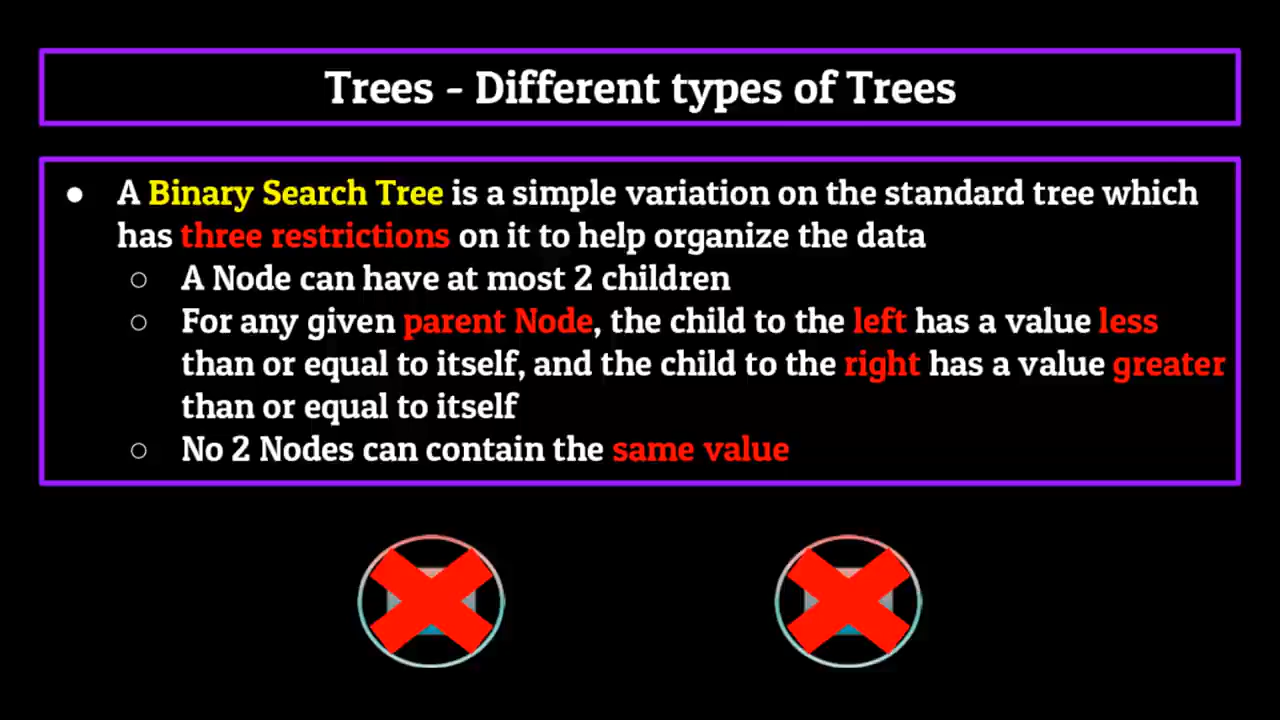 Trees - Different types of Trees
● A Binary Search Tree is a simple variation on the standard tree which
has three restrictions on it to help organize the data
○ A Node can have at most 2 children
○ For any given parent Node, the child to the left has a value less
than or equal to itself, and the child to the right has a value greater
than or equal to itself
○ No 2 Nodes can contain the same value